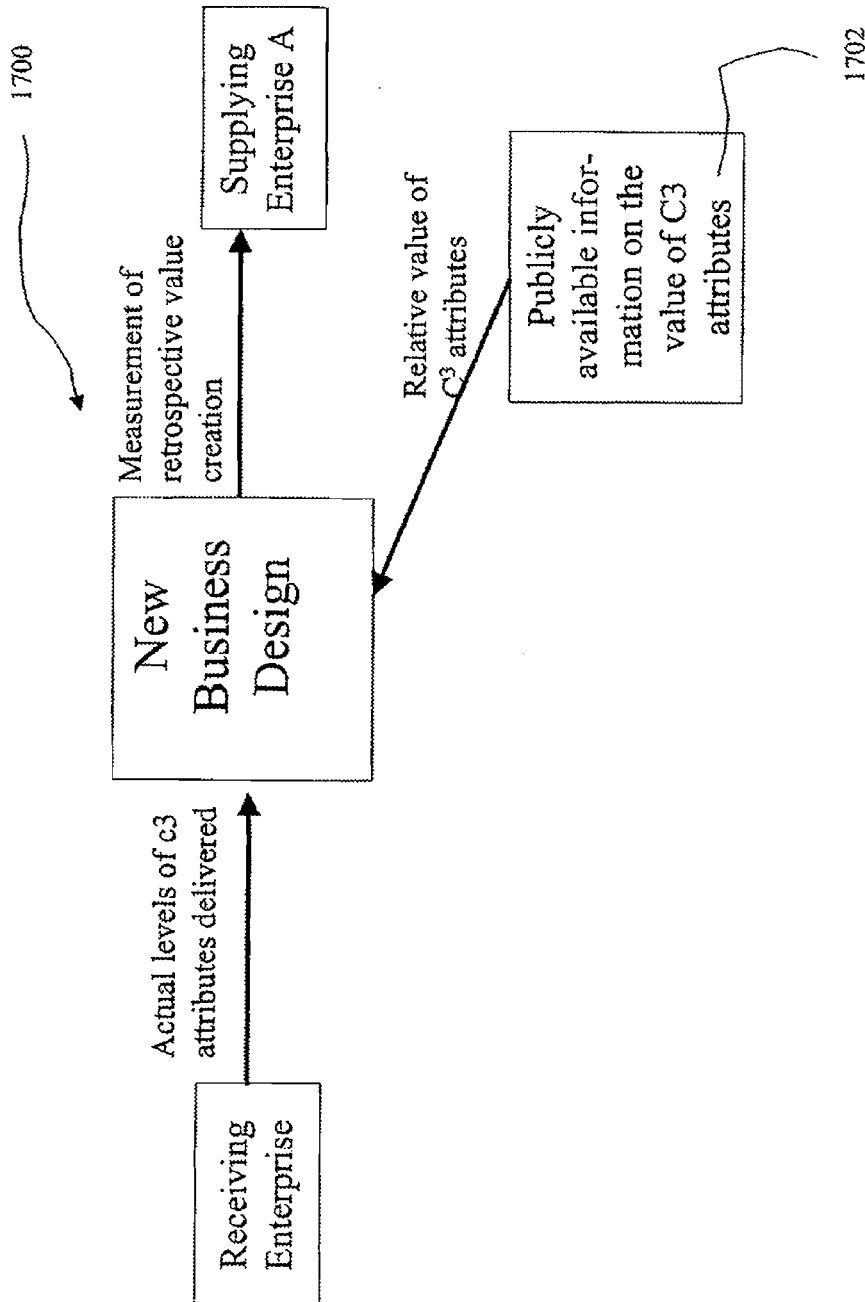 1700
Receiving
Enterprise
Actual levels of c3
attributes delivered
New
Business
Design
Measurement of
retrospective value
creation
Supplying
Enterprise A
Relative value of
C³ attributes
Publicly
available infor-
mation on the
value of C3
attributes
1702